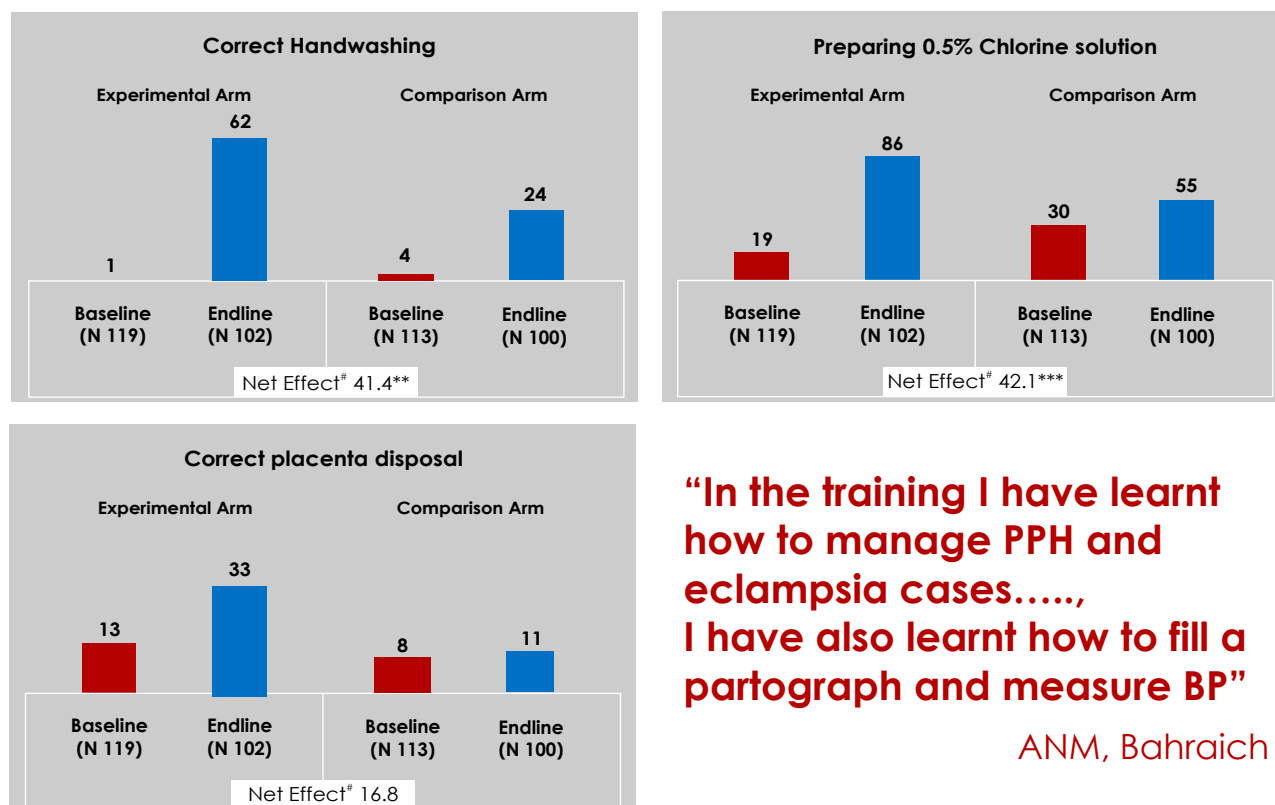 Correct Handwashing
Experimental Arm Comparison Arm
62
24
1
4
Baseline Endline Baseline Endline
(N 119) (N 102) (N 113) (N 100)
Net Effect# 41.4**
Preparing 0.5% Chlorine solution
Experimental Arm Comparison Arm
86
55
30
19
Baseline Endline Baseline Endline
(N 119) (N 102) (N 113) (N 100)
Net Effect# 42.1***
Correct placenta disposal
Experimental Arm Comparison Arm
33
13
8
11
Baseline Endline Baseline Endline
(N 119) (N 102) (N 113) (N 100)
Net Effect# 16.8
“In the training I have learnt
how to manage PPH and
eclampsia cases…..,
I have also learnt how to fill a
partograph and measure BP”
ANM, Bahraich